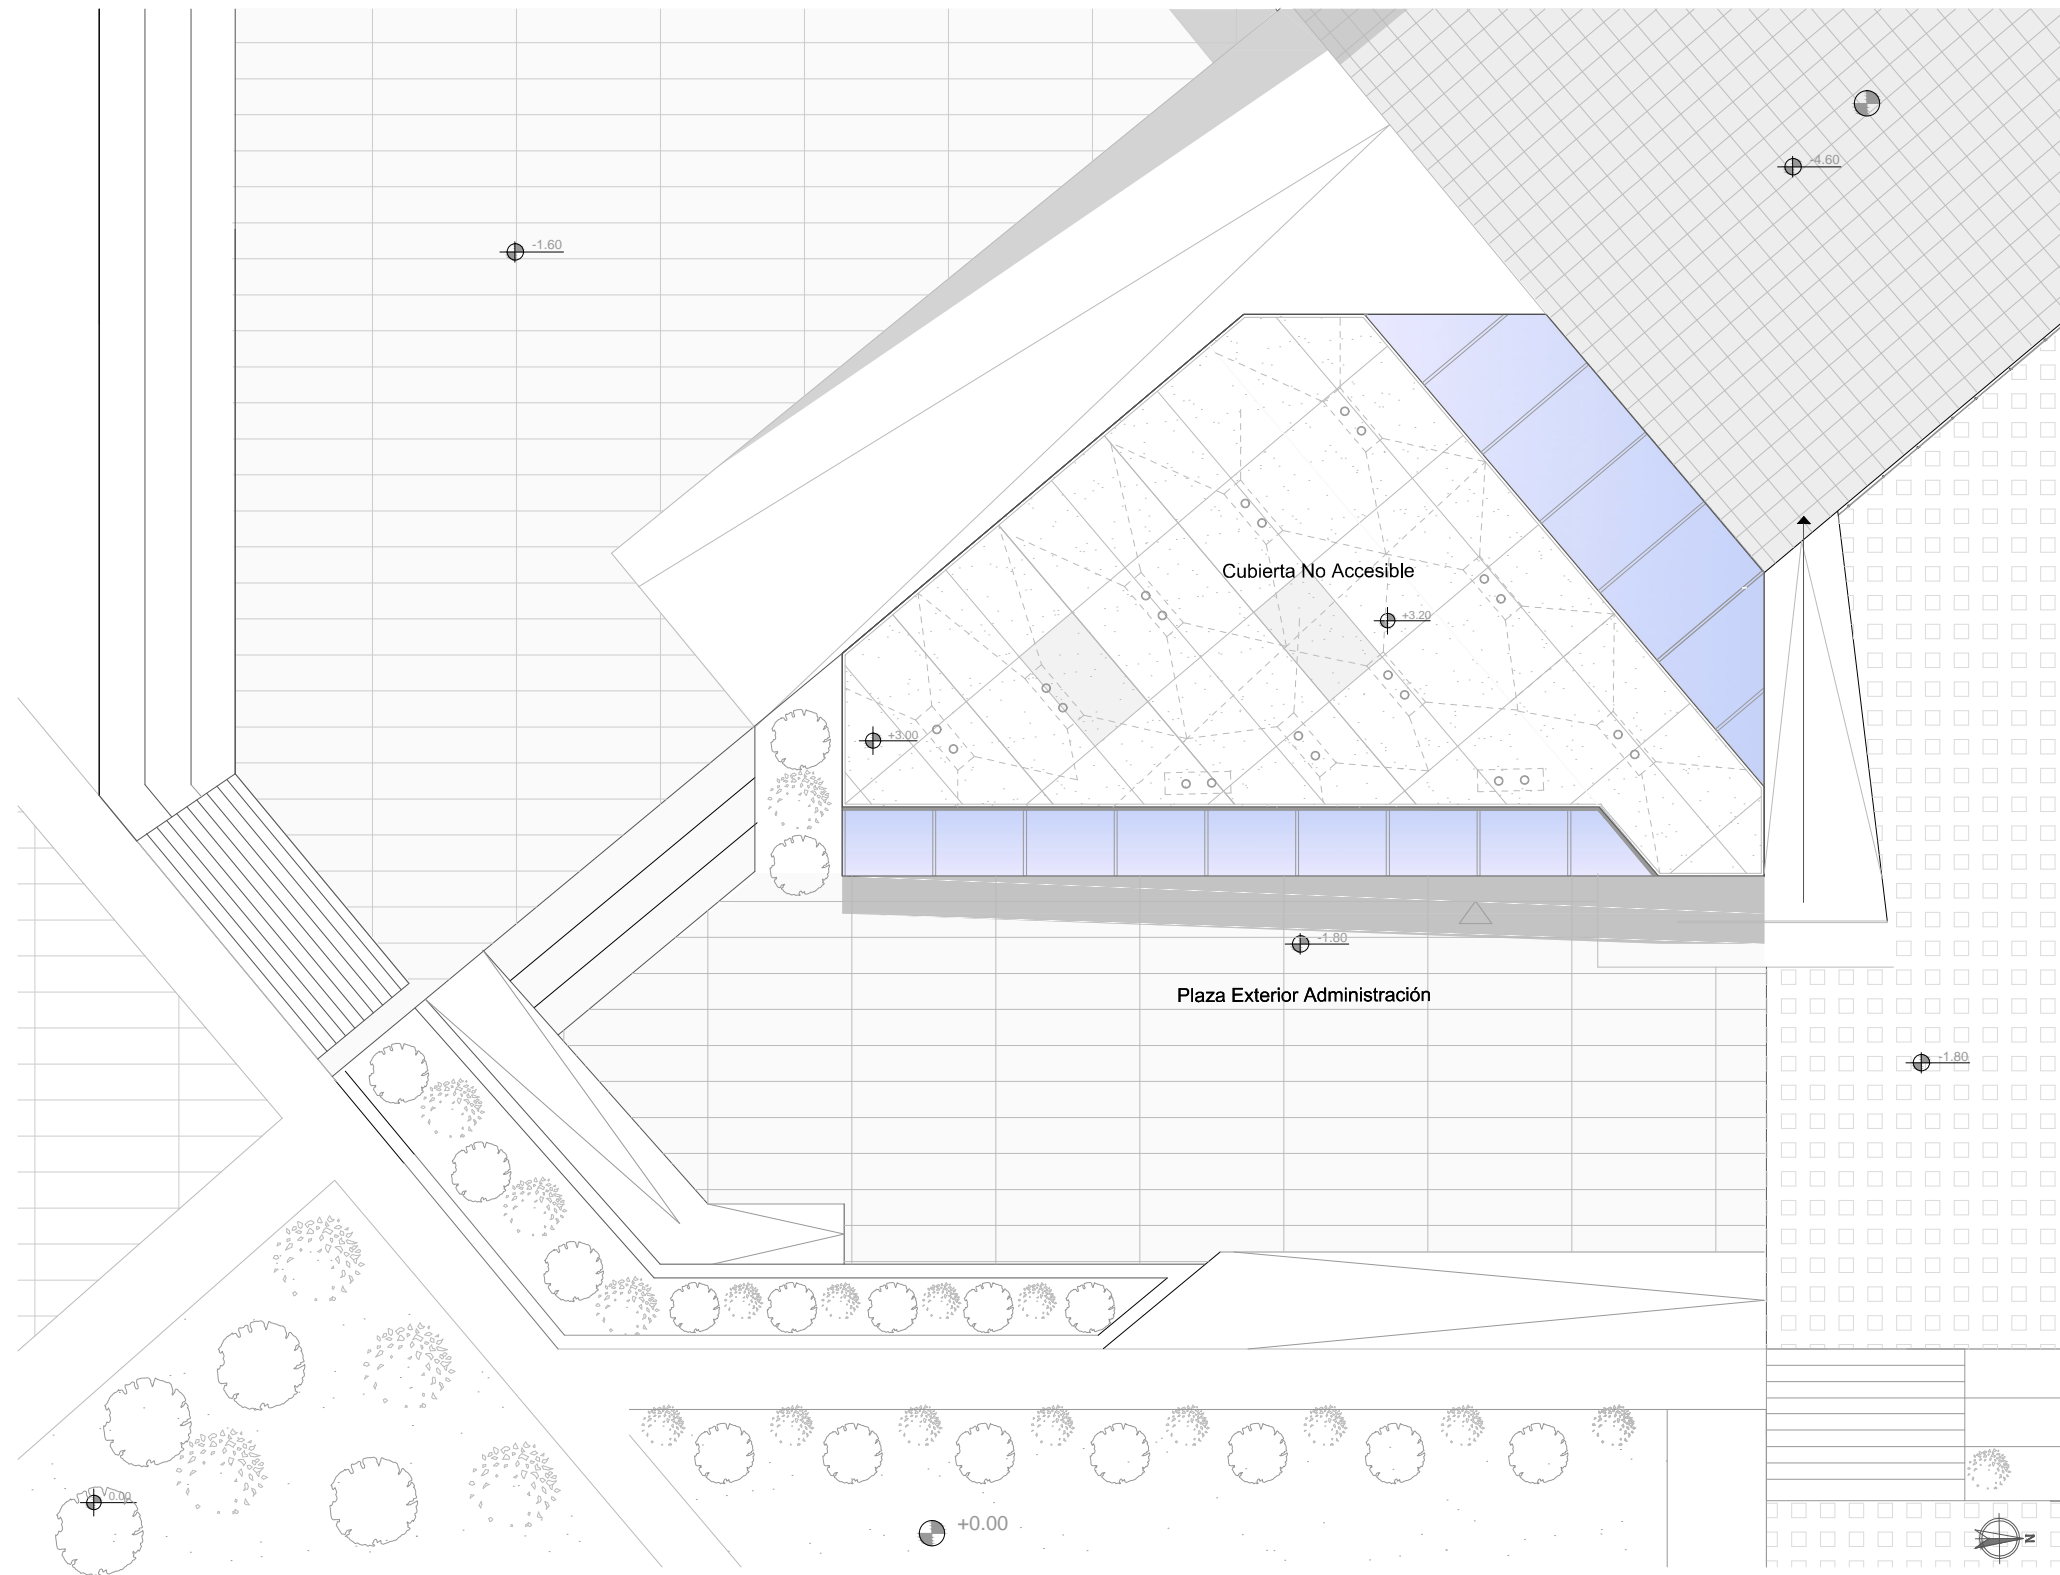 -4.60
-1.60
Cubierta No Accesible
+3.20
+3.00
-1.80
Plaza Exterior Administración
-1.80
0.00
+0.00
N